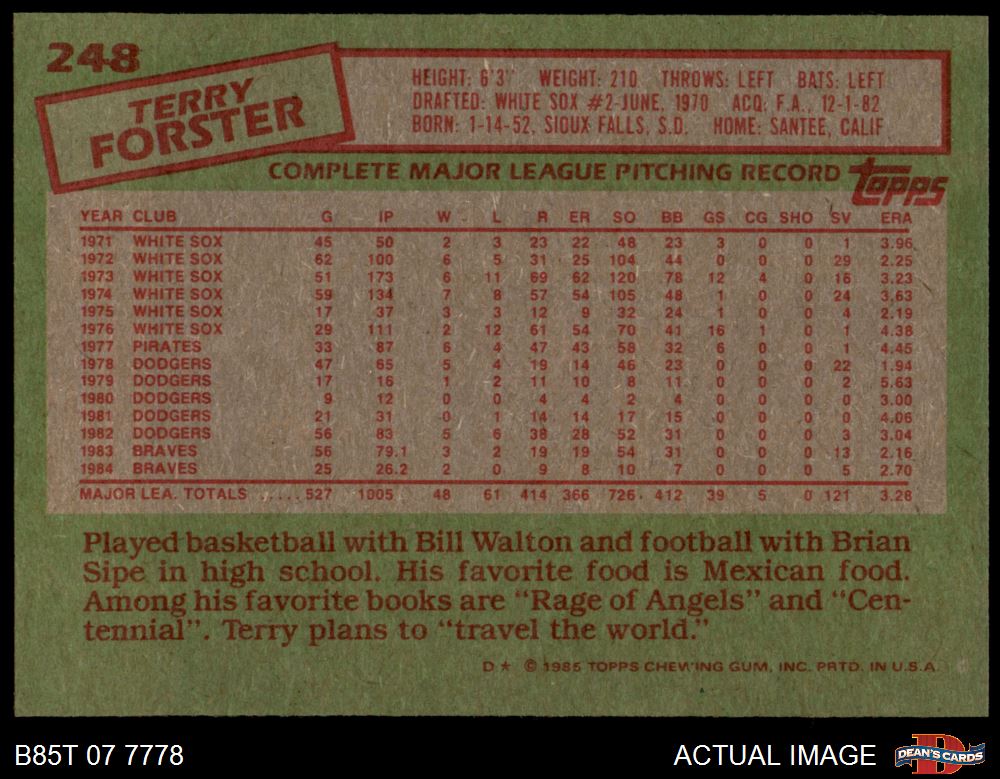 248
TERRY
FORSTER
HEIGHT: 6'3" WEIGHT: 210 THROWS: LEFT BATS: LEFT
DRAFTED: WHITE SOX #2-JUNE, 1970 ACQ: F.A., 12-1-82
BORN: 1-14-52, SIOUX FALLS, S.D. HOME: SANTEE, CALIF
COMPLETE MAJOR LEAGUE PITCHING RECORD topps
YEAR CLUB G IP W L R ER SO BB GS CG SHO SV ERA
1971 WHITE SOX 45 50 2 3 23 22 48 23 3 0 0 1 3.96
1972 WHITE SOX 62 100 6 5 31 25 104 44 0 0 0 29 2.25
1973 WHITE SOX 51 173 6 11 69 62 120 78 12 4 0 16 3.23
1974 WHITE SOX 59 134 7 8 57 54 105 48 1 0 0 24 3.63
1975 WHITE SOX 17 37 3 3 12 9 32 24 1 0 0 4 2.19
1976 WHITE SOX 29 111 2 12 61 54 70 41 16 1 0 1 4.38
1977 PIRATES 33 87 6 4 47 43 58 32 6 0 0 1 4.45
1978 DODGERS 47 65 5 4 19 14 46 23 0 0 0 22 1.94
1979 DODGERS 17 16 1 2 11 10 8 11 0 0 0 2 5.63
1980 DODGERS 9 12 0 0 4 4 2 4 0 0 0 0 3.00
1981 DODGERS 21 31 0 1 14 14 17 15 0 0 0 0 4.06
1982 DODGERS 56 83 5 6 38 28 52 31 0 0 0 3 3.04
1983 BRAVES 56 79.1 3 2 19 19 54 31 0 0 0 13 2.16
1984 BRAVES 25 26.2 2 0 9 8 10 7 0 0 0 5 2.70
MAJOR LEA. TOTALS ..... 527 1005 48 61 414 366 726 412 39 5 0 121 3.28
Played basketball with Bill Walton and football with Brian
Sipe in high school. His favorite food is Mexican food.
Among his favorite books are "Rage of Angels" and "Cen-
tennial". Terry plans to "travel the world."
D* © 1985 TOPPS CHEWING GUM, INC. PRTD. IN U.S.A.
B85T 07 7778 ACTUAL IMAGE DEAN'S CARDS